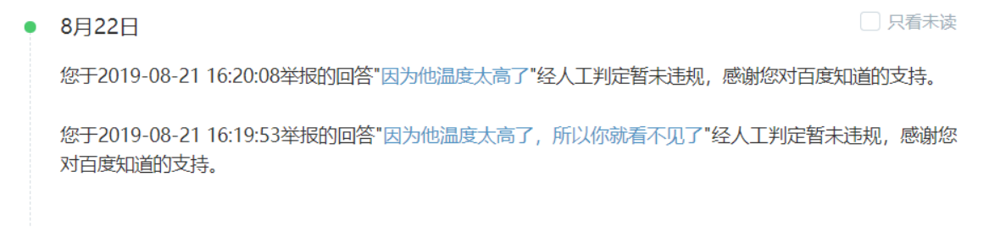 8月22日
只看未读
您于2019-08-21 16:20:08举报的回答"因为他温度太高了"经人工判定暂未违规，感谢您对百度知道的支持。
您于2019-08-21 16:19:53举报的回答"因为他温度太高了，所以你就看不见了"经人工判定暂未违规，感谢您
对百度知道的支持。